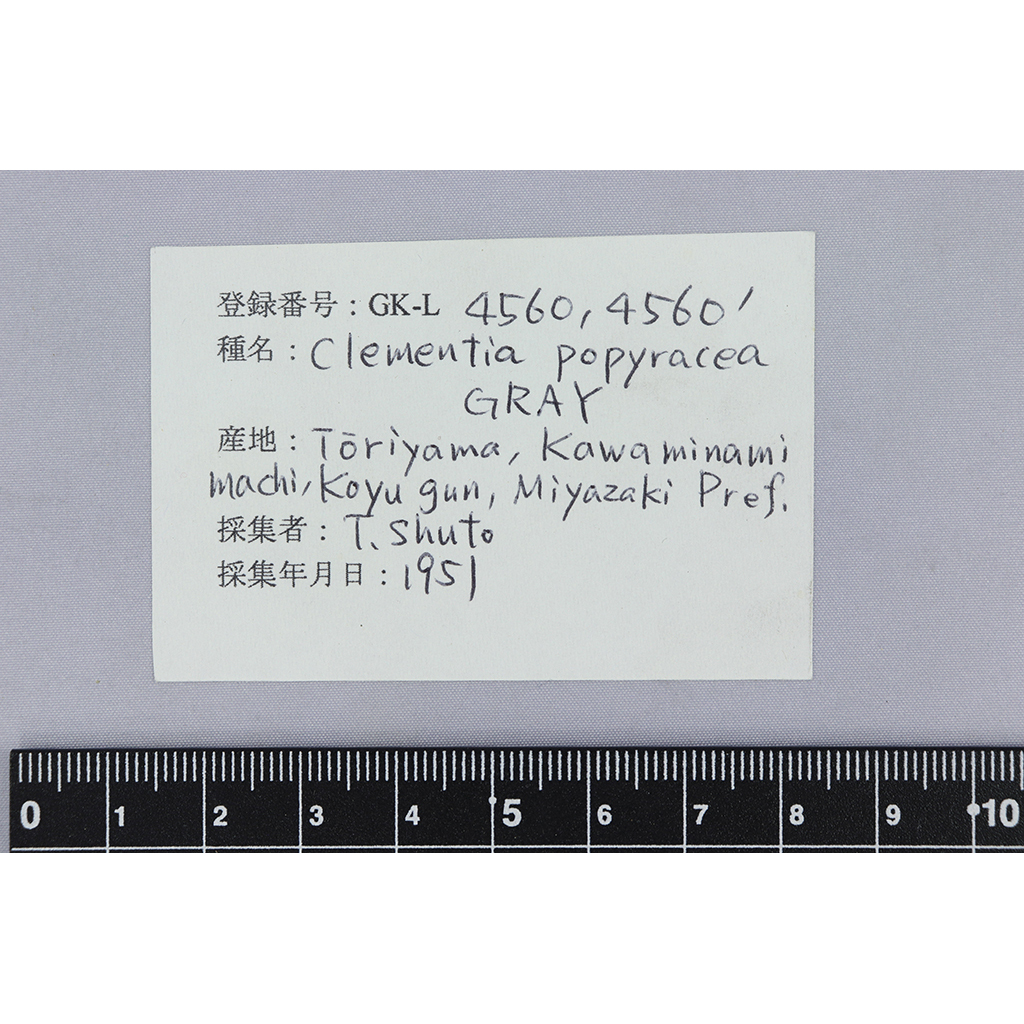 登録番号：GK-L 4560, 4560′
種名：Clementia popyracea
GRAY
産地：Tōriyama, Kawaminami
machi, Koyu gun, Miyazaki Pref.
採集者：T. Shuto
採集年月日：1951
0 1 2 3 4 5 6 7 8 9 10